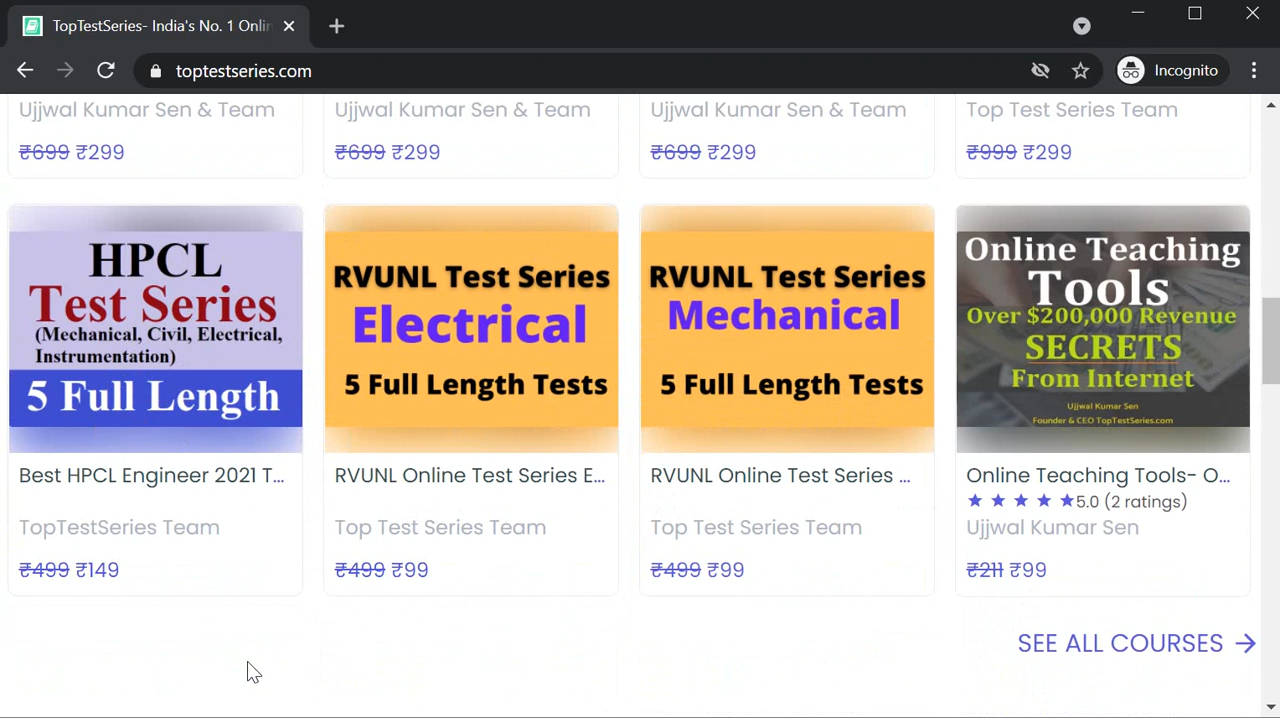 TopTestSeries- India's No. 1 Onlin
toptestseries.com
Incognito
Ujjwal Kumar Sen & Team
Ujjwal Kumar Sen & Team
Ujjwal Kumar Sen & Team
Top Test Series Team
₹699 ₹299
₹699 ₹299
₹699 ₹299
₹999 ₹299
HPCL
Test Series
(Mechanical, Civil, Electrical,
Instrumentation)
5 Full Length
RVUNL Test Series
Electrical
5 Full Length Tests
RVUNL Test Series
Mechanical
5 Full Length Tests
Online Teaching
Tools
Over $200,000 Revenue
SECRETS
From Internet
Ujjwal Kumar Sen
Founder & CEO TopTestSeries.com
Best HPCL Engineer 2021 T...
RVUNL Online Test Series E...
RVUNL Online Test Series ...
Online Teaching Tools- O...
5.0 (2 ratings)
TopTestSeries Team
Top Test Series Team
Top Test Series Team
Ujjwal Kumar Sen
₹499 ₹149
₹499 ₹99
₹499 ₹99
₹211 ₹99
SEE ALL COURSES